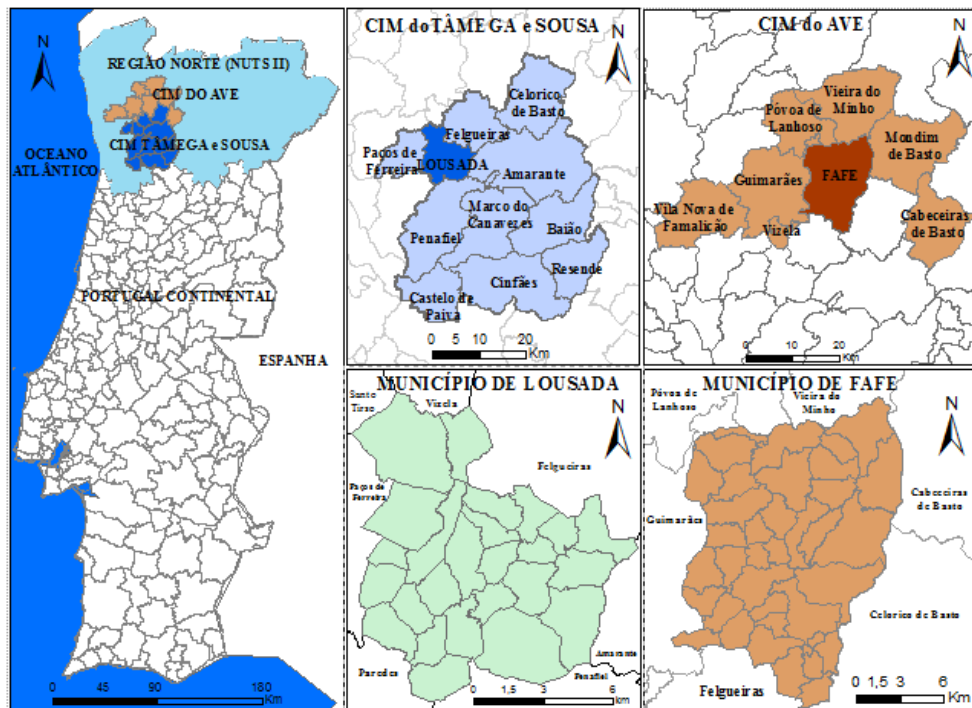 N
REGIÃO NORTE (NUTS II)
CIM DO AVE
CIM TÂMEGA e SOUSA
OCEANO
ATLÂNTICO
PORTUGAL CONTINENTAL
ESPANHA
0 45 90 180
Km
CIM do TÂMEGA e SOUSA
N
Celorico de
Basto
Felgueiras
Paços de
Ferreira
LOUSADA
Amarante
Marco do
Canaveses
Penafiel
Baião
Resende
Cinfães
Castelo de
Paiva
0 10 20
Km
CIM do AVE
N
Vieira do
Minho
Póvoa de
Lanhoso
Mondim
de Basto
Guimarães
FAFE
Vila Nova de
Famalicão
Vizela
Cabeceiras
de Basto
0 10 20
Km
MUNICÍPIO DE LOUSADA
Santo
Tirso
Vizela
N
Felgueiras
Paços de
Ferreira
Amarante
Paredes
Penafiel
0 1,5 3 6
Km
MUNICÍPIO DE FAFE
Póvoa de
Lanhoso
Vieira do
Minho
N
Cabeceiras
de Basto
Guimarães
Celorico de Basto
Felgueiras
0 1,5 3 6
Km